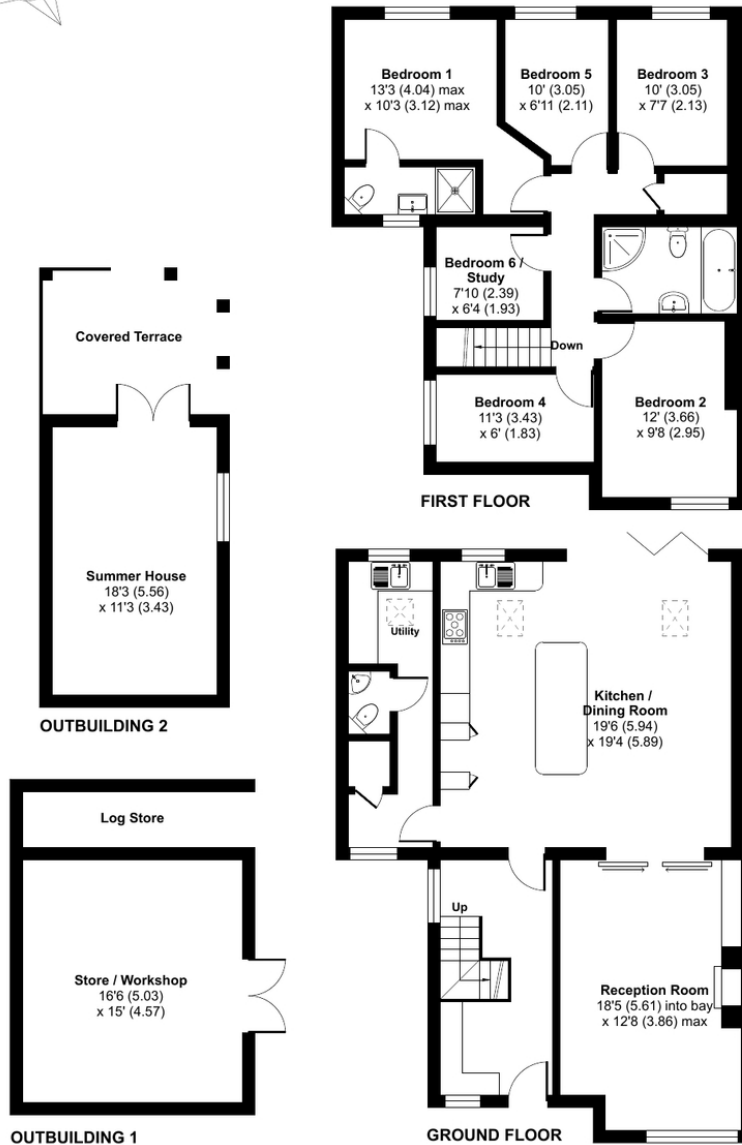 Bedroom 1
13'3 (4.04) max
x 10'3 (3.12) max
Bedroom 5
10' (3.05)
x 6'11 (2.11)
Bedroom 3
10' (3.05)
x 7'7 (2.13)
Bedroom 6 /
Study
7'10 (2.39)
x 6'4 (1.93)
Down
Bedroom 4
11'3 (3.43)
x 6' (1.83)
Bedroom 2
12' (3.66)
x 9'8 (2.95)
FIRST FLOOR
Covered Terrace
Summer House
18'3 (5.56)
x 11'3 (3.43)
OUTBUILDING 2
Utility
Kitchen /
Dining Room
19'6 (5.94)
x 19'4 (5.89)
Log Store
Store / Workshop
16'6 (5.03)
x 15' (4.57)
OUTBUILDING 1
Up
Reception Room
18'5 (5.61) into bay
x 12'8 (3.86) max
GROUND FLOOR